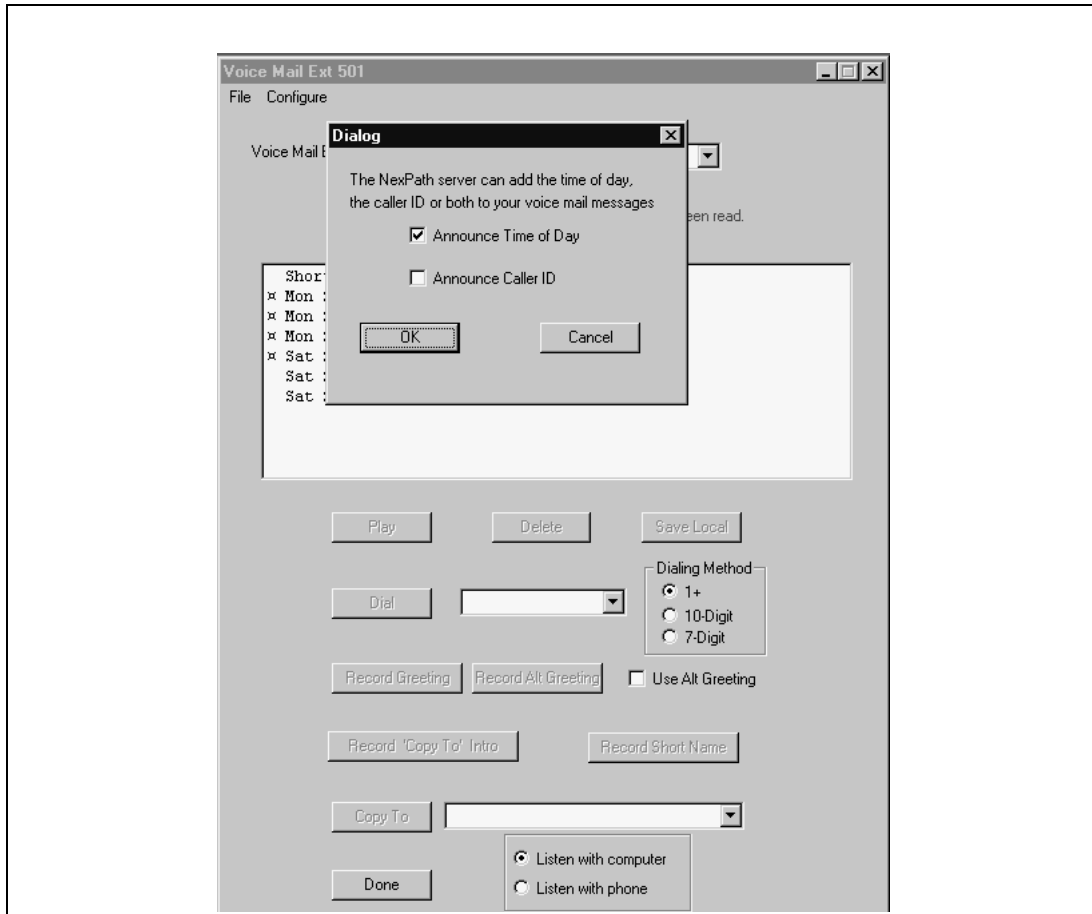 Voice Mail Ext 501
File Configure
Dialog
Voice Mail
The NexPath server can add the time of day,
the caller ID or both to your voice mail messages
een read.
Announce Time of Day
Announce Caller ID
Shor
¤ Mon :
¤ Mon :
¤ Mon :
¤ Sat :
Sat :
Sat :
OK Cancel
Play Delete Save Local
Dialing Method
1+
Dial
10-Digit
7-Digit
Record Greeting Record Alt Greeting Use Alt Greeting
Record 'Copy To' Intro Record Short Name
Copy To
Listen with computer
Done
Listen with phone